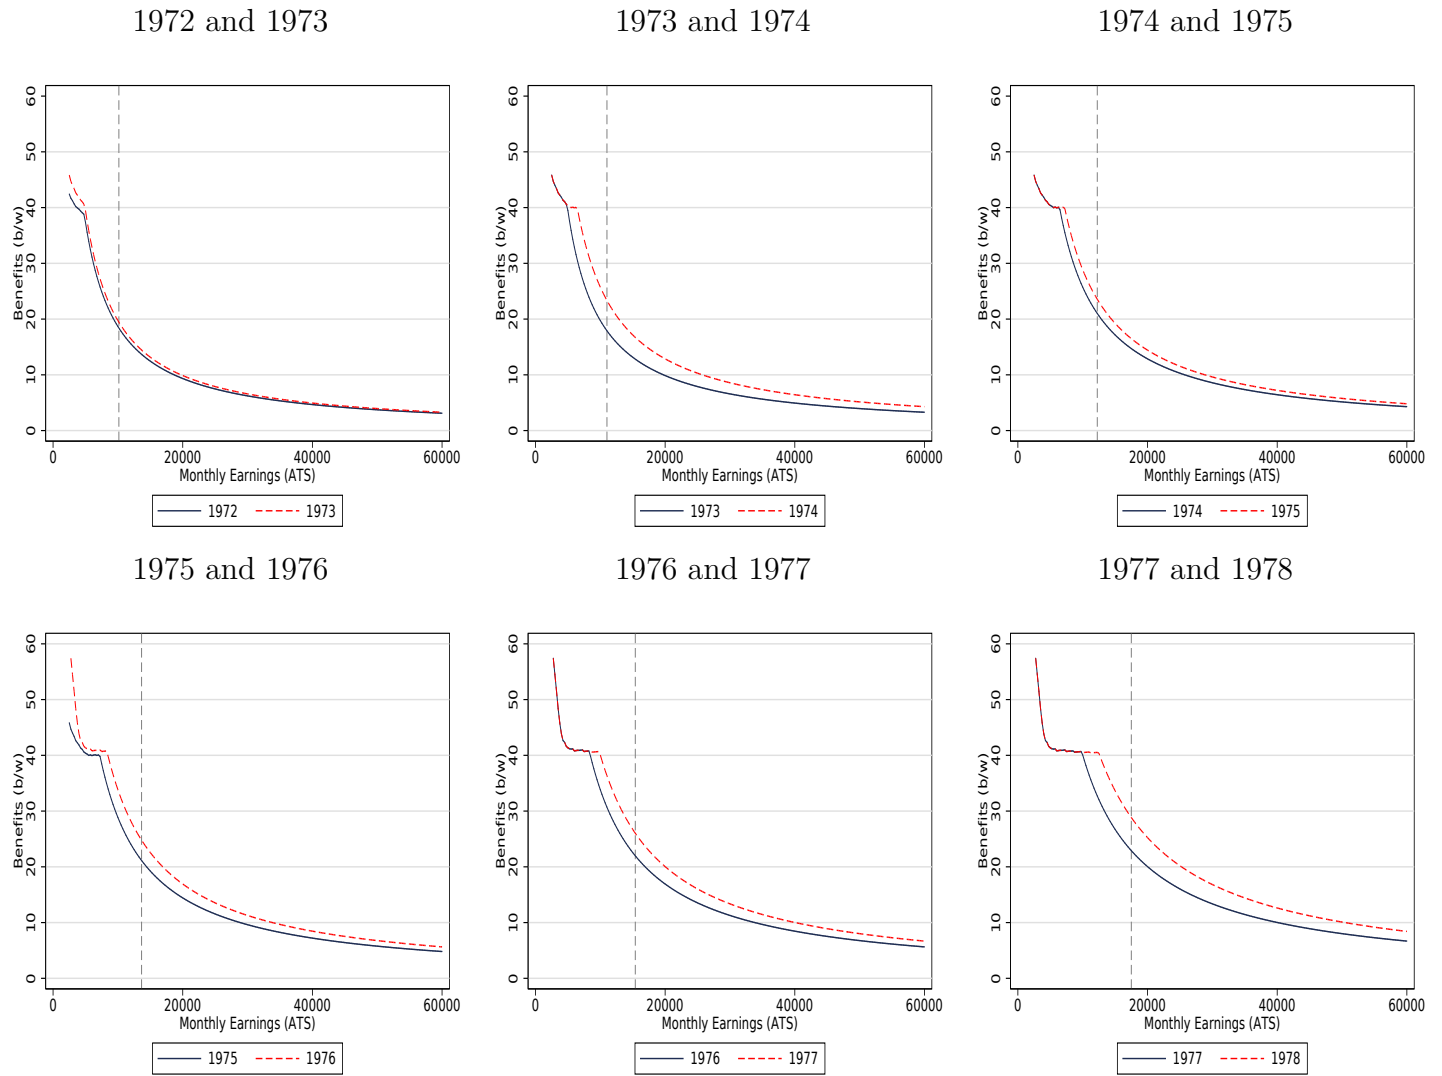 1972 and 1973
1973 and 1974
1974 and 1975
Benefits (b/w)
0 10 20 30 40 50 60
0 20000 40000 60000
Monthly Earnings (ATS)
1972 1973
Benefits (b/w)
0 10 20 30 40 50 60
0 20000 40000 60000
Monthly Earnings (ATS)
1973 1974
Benefits (b/w)
0 10 20 30 40 50 60
0 20000 40000 60000
Monthly Earnings (ATS)
1974 1975
1975 and 1976
1976 and 1977
1977 and 1978
Benefits (b/w)
0 10 20 30 40 50 60
0 20000 40000 60000
Monthly Earnings (ATS)
1975 1976
Benefits (b/w)
0 10 20 30 40 50 60
0 20000 40000 60000
Monthly Earnings (ATS)
1976 1977
Benefits (b/w)
0 10 20 30 40 50 60
0 20000 40000 60000
Monthly Earnings (ATS)
1977 1978